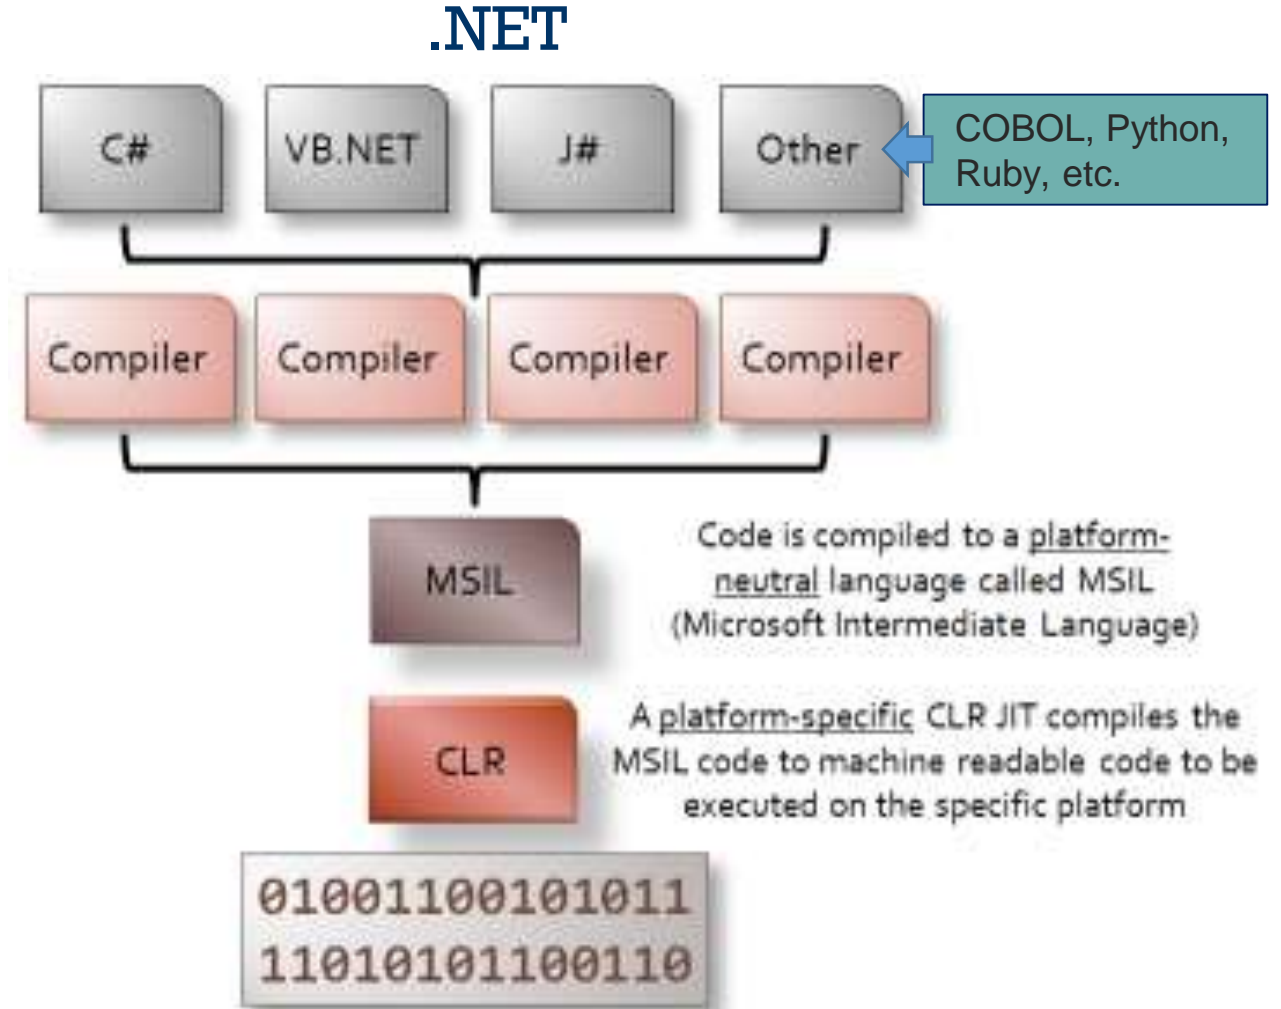 .NET
C#
VB.NET
J#
Other
COBOL, Python,
Ruby, etc.
Compiler
Compiler
Compiler
Compiler
MSIL
Code is compiled to a platform-
neutral language called MSIL
(Microsoft Intermediate Language)
CLR
A platform-specific CLR JIT compiles the
MSIL code to machine readable code to be
executed on the specific platform
01001100101011
11010101100110